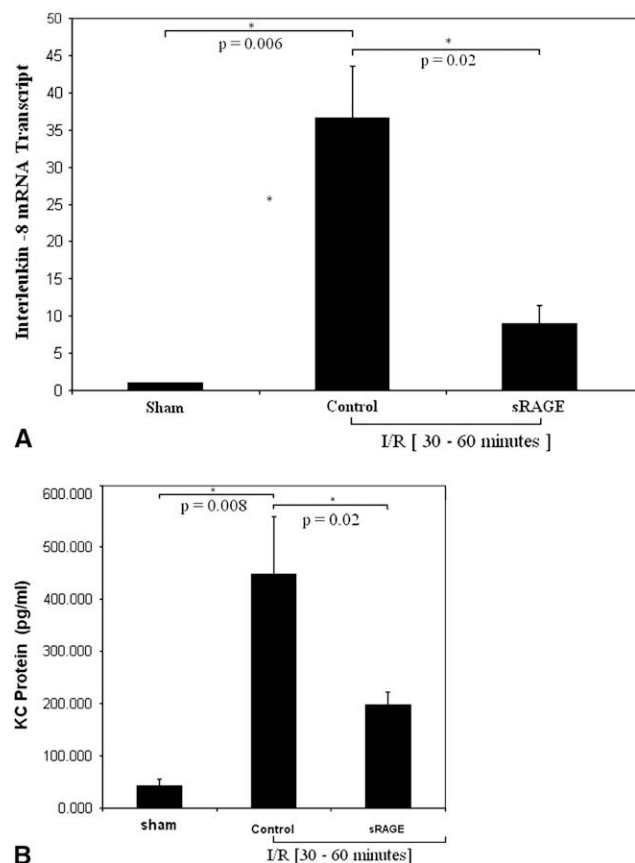 50
*
*
p = 0.006
p = 0.02
45
40
35
30
25
20
15
10
5
0
Interleukin -8 mRNA Transcript
*
Sham
Control
sRAGE
A
I/R [ 30 - 60 minutes ]
600.000
*
*
p = 0.008
p = 0.02
500.000
400.000
300.000
200.000
100.000
0.000
KC Protein (pg/ml)
sham
Control
sRAGE
B
I/R [30 - 60 minutes]